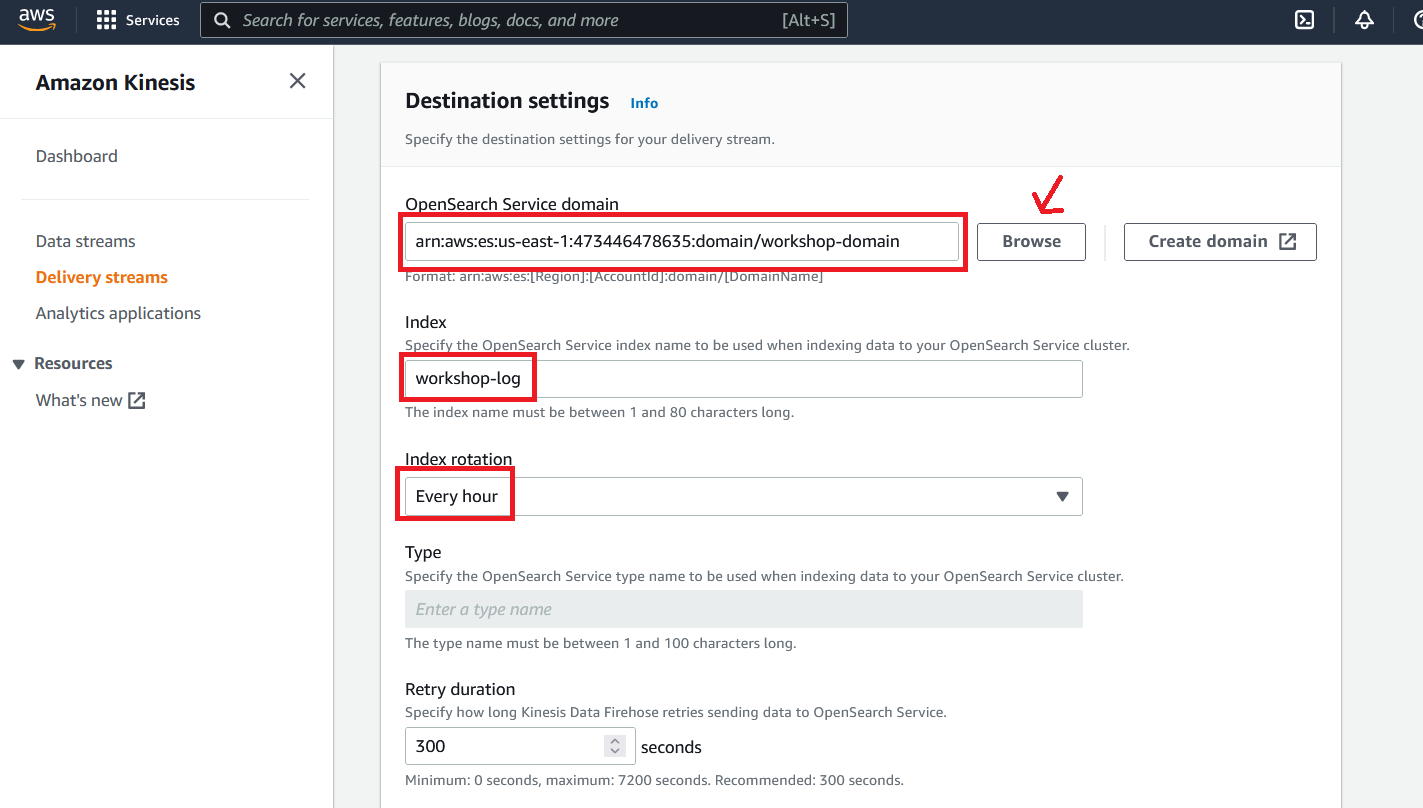 aws
Services
Search for services, features, blogs, docs, and more
[Alt+S]
Amazon Kinesis
Dashboard
Data streams
Delivery streams
Analytics applications
Resources
What's new
Destination settings Info
Specify the destination settings for your delivery stream.
OpenSearch Service domain
arn:aws:es:us-east-1:473446478635:domain/workshop-domain
Browse
Create domain
Format: arn:aws:es:[Region]:[AccountId]:domain/[DomainName]
Index
Specify the OpenSearch Service index name to be used when indexing data to your OpenSearch Service cluster.
workshop-log
The index name must be between 1 and 80 characters long.
Index rotation
Every hour
Type
Specify the OpenSearch Service type name to be used when indexing data to your OpenSearch Service cluster.
Enter a type name
The type name must be between 1 and 100 characters long.
Retry duration
Specify how long Kinesis Data Firehose retries sending data to OpenSearch Service.
300 seconds
Minimum: 0 seconds, maximum: 7200 seconds. Recommended: 300 seconds.